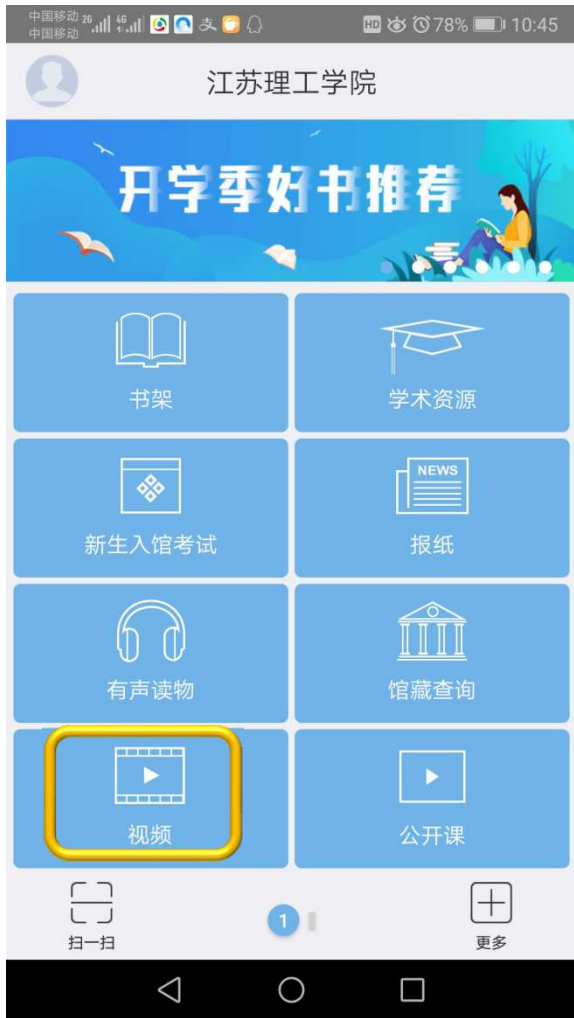 中国移动 2G 46
中国移动 HD 78% 10:45
江苏理工学院
开学季好书推荐
书架
学术资源
新生入馆考试
NEWS
报纸
有声读物
馆藏查询
视频
公开课
1
扫一扫
更多